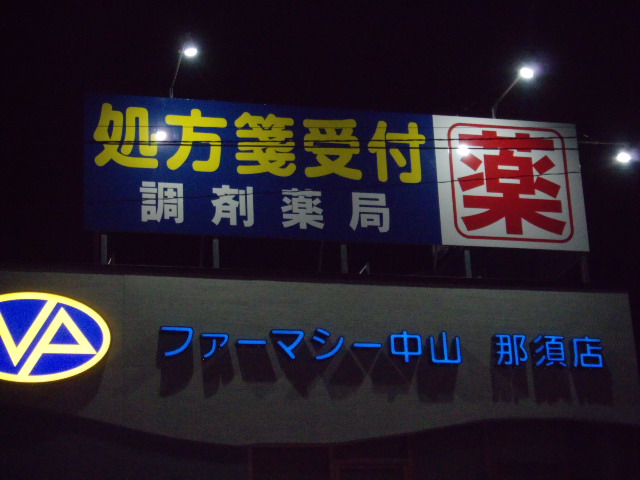 処方箋受付
調剤薬局
薬
VA
ファーマシー中山 那須店